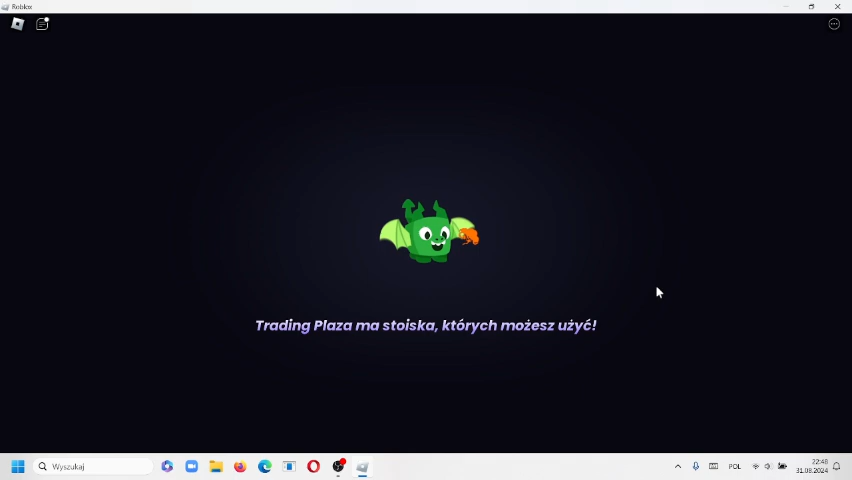 Roblox
Trading Plaza ma stoiska, których możesz użyć!
Wyszukaj
POL
22:48
31.08.2024